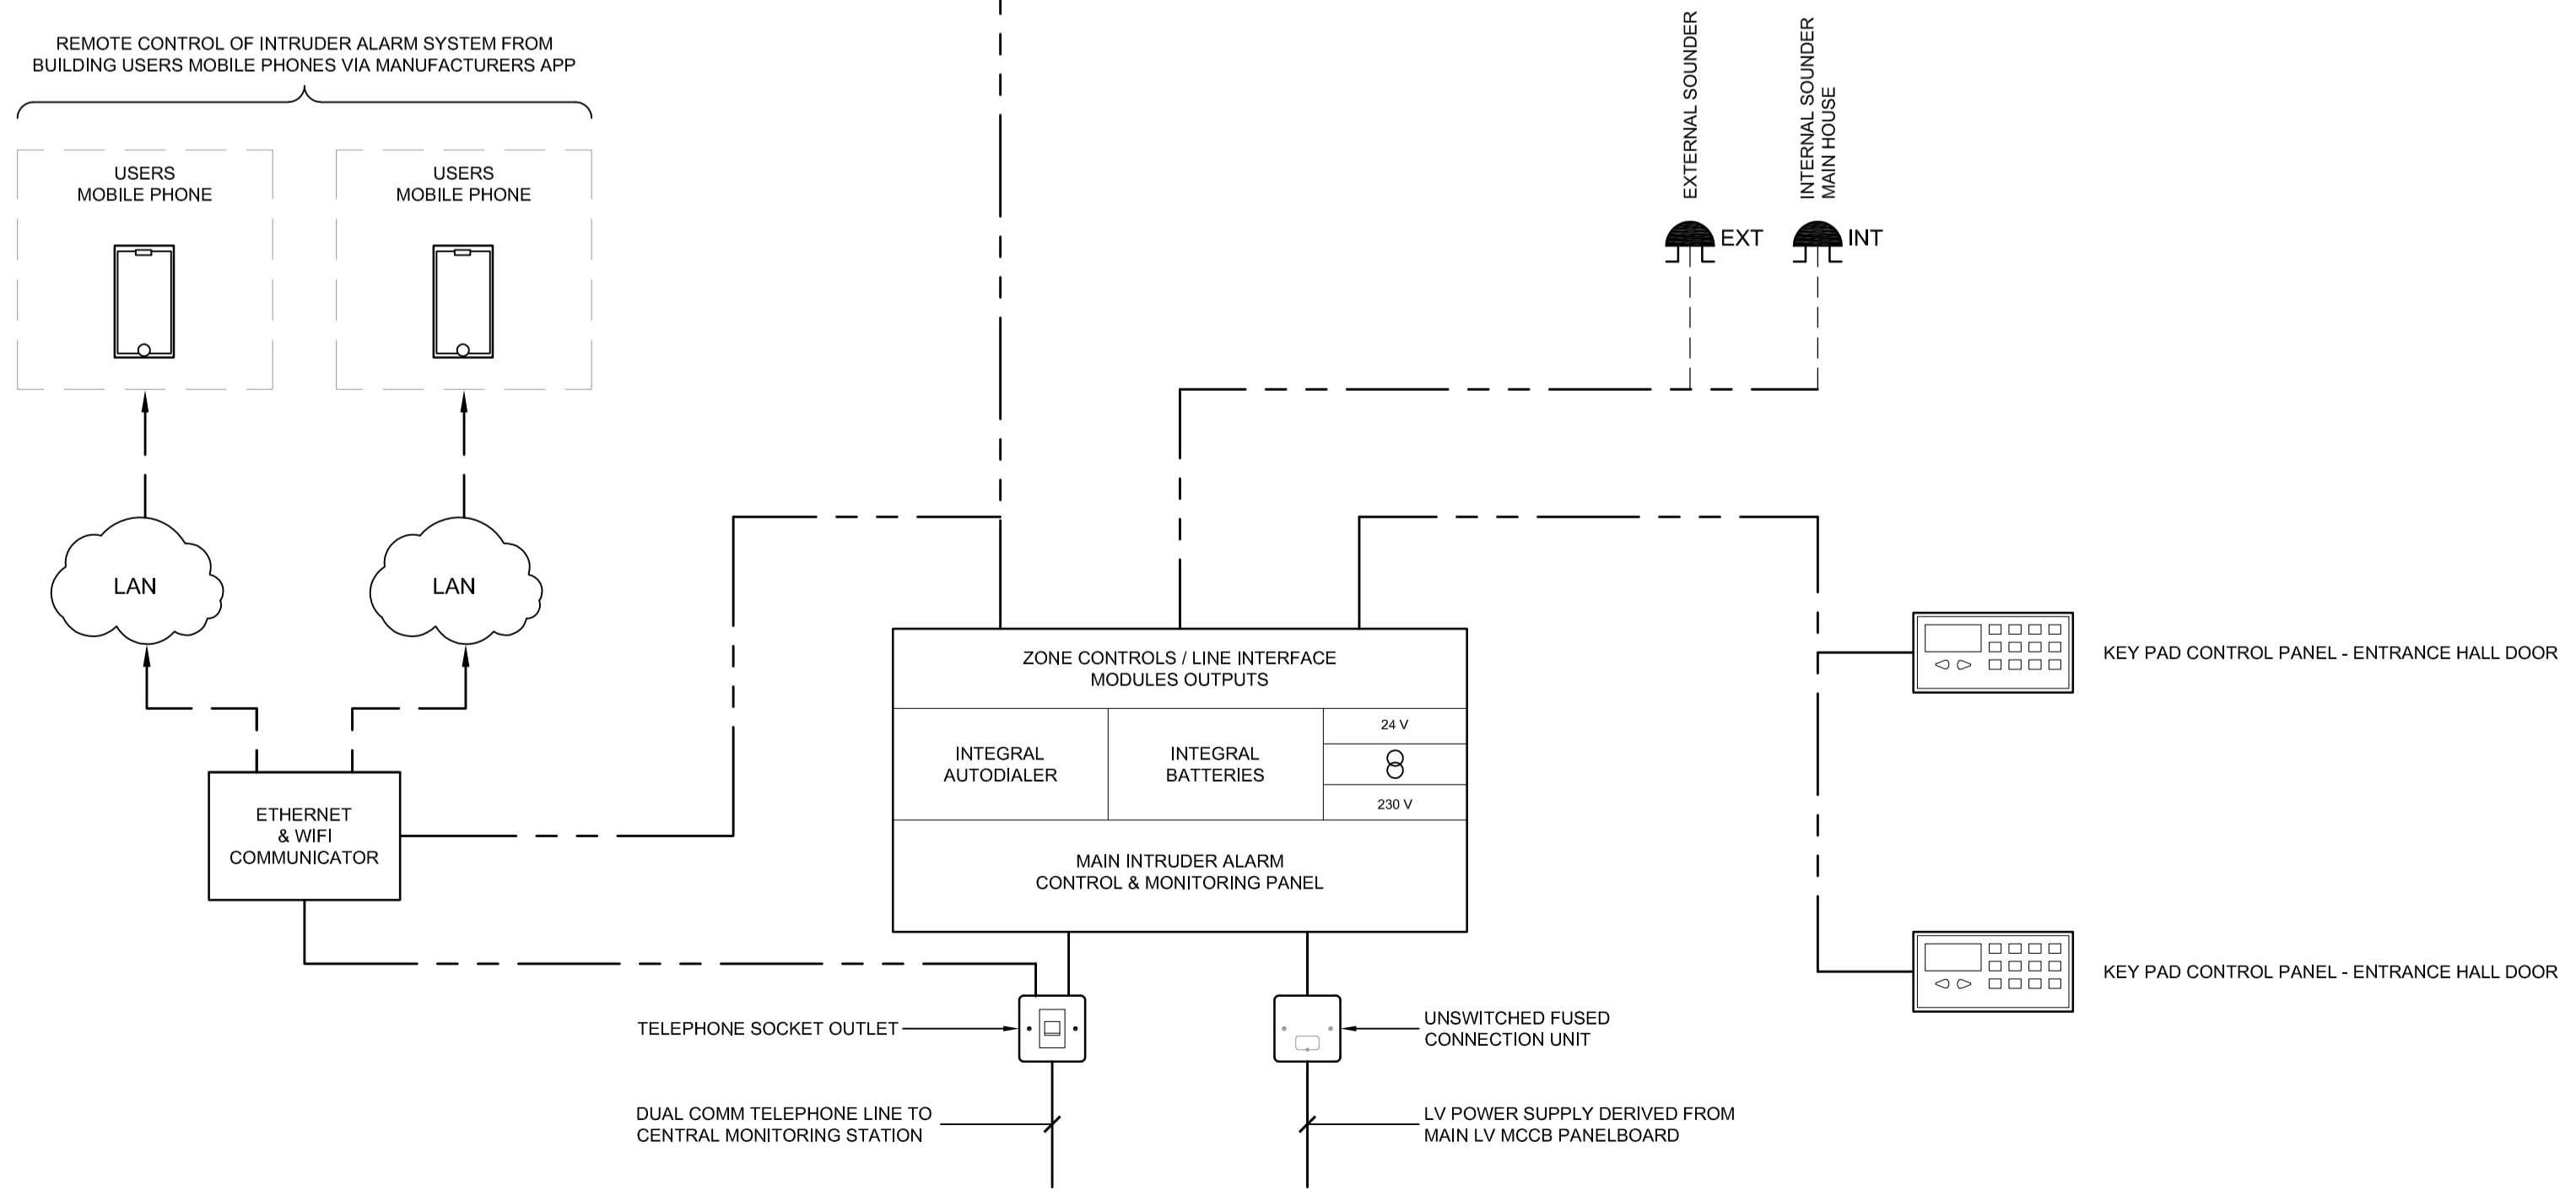 REMOTE CONTROL OF INTRUDER ALARM SYSTEM FROM
BUILDING USERS MOBILE PHONES VIA MANUFACTURERS APP
USERS
MOBILE PHONE
USERS
MOBILE PHONE
EXTERNAL SOUNDER
INTERNAL SOUNDER
MAIN HOUSE
EXT
INT
LAN
LAN
ZONE CONTROLS / LINE INTERFACE
MODULES OUTPUTS
INTEGRAL
AUTODIALER
INTEGRAL
BATTERIES
24 V
230 V
MAIN INTRUDER ALARM
CONTROL & MONITORING PANEL
ETHERNET
& WIFI
COMMUNICATOR
KEY PAD CONTROL PANEL - ENTRANCE HALL DOOR
KEY PAD CONTROL PANEL - ENTRANCE HALL DOOR
TELEPHONE SOCKET OUTLET
UNSWITCHED FUSED
CONNECTION UNIT
DUAL COMM TELEPHONE LINE TO
CENTRAL MONITORING STATION
LV POWER SUPPLY DERIVED FROM
MAIN LV MCCB PANELBOARD